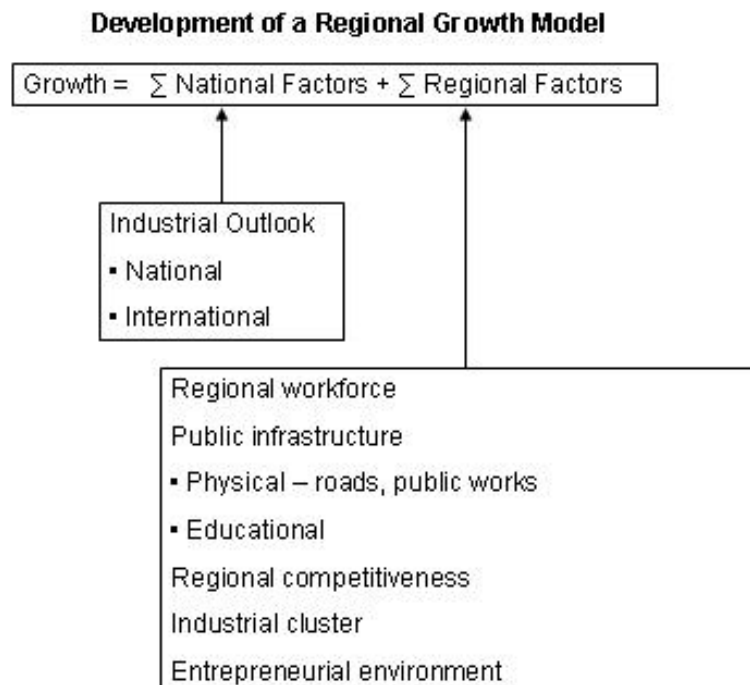 Development of a Regional Growth Model
Growth = ∑ National Factors + ∑ Regional Factors
Industrial Outlook
▪ National
▪ International
Regional workforce
Public infrastructure
▪ Physical – roads, public works
▪ Educational
Regional competitiveness
Industrial cluster
Entrepreneurial environment